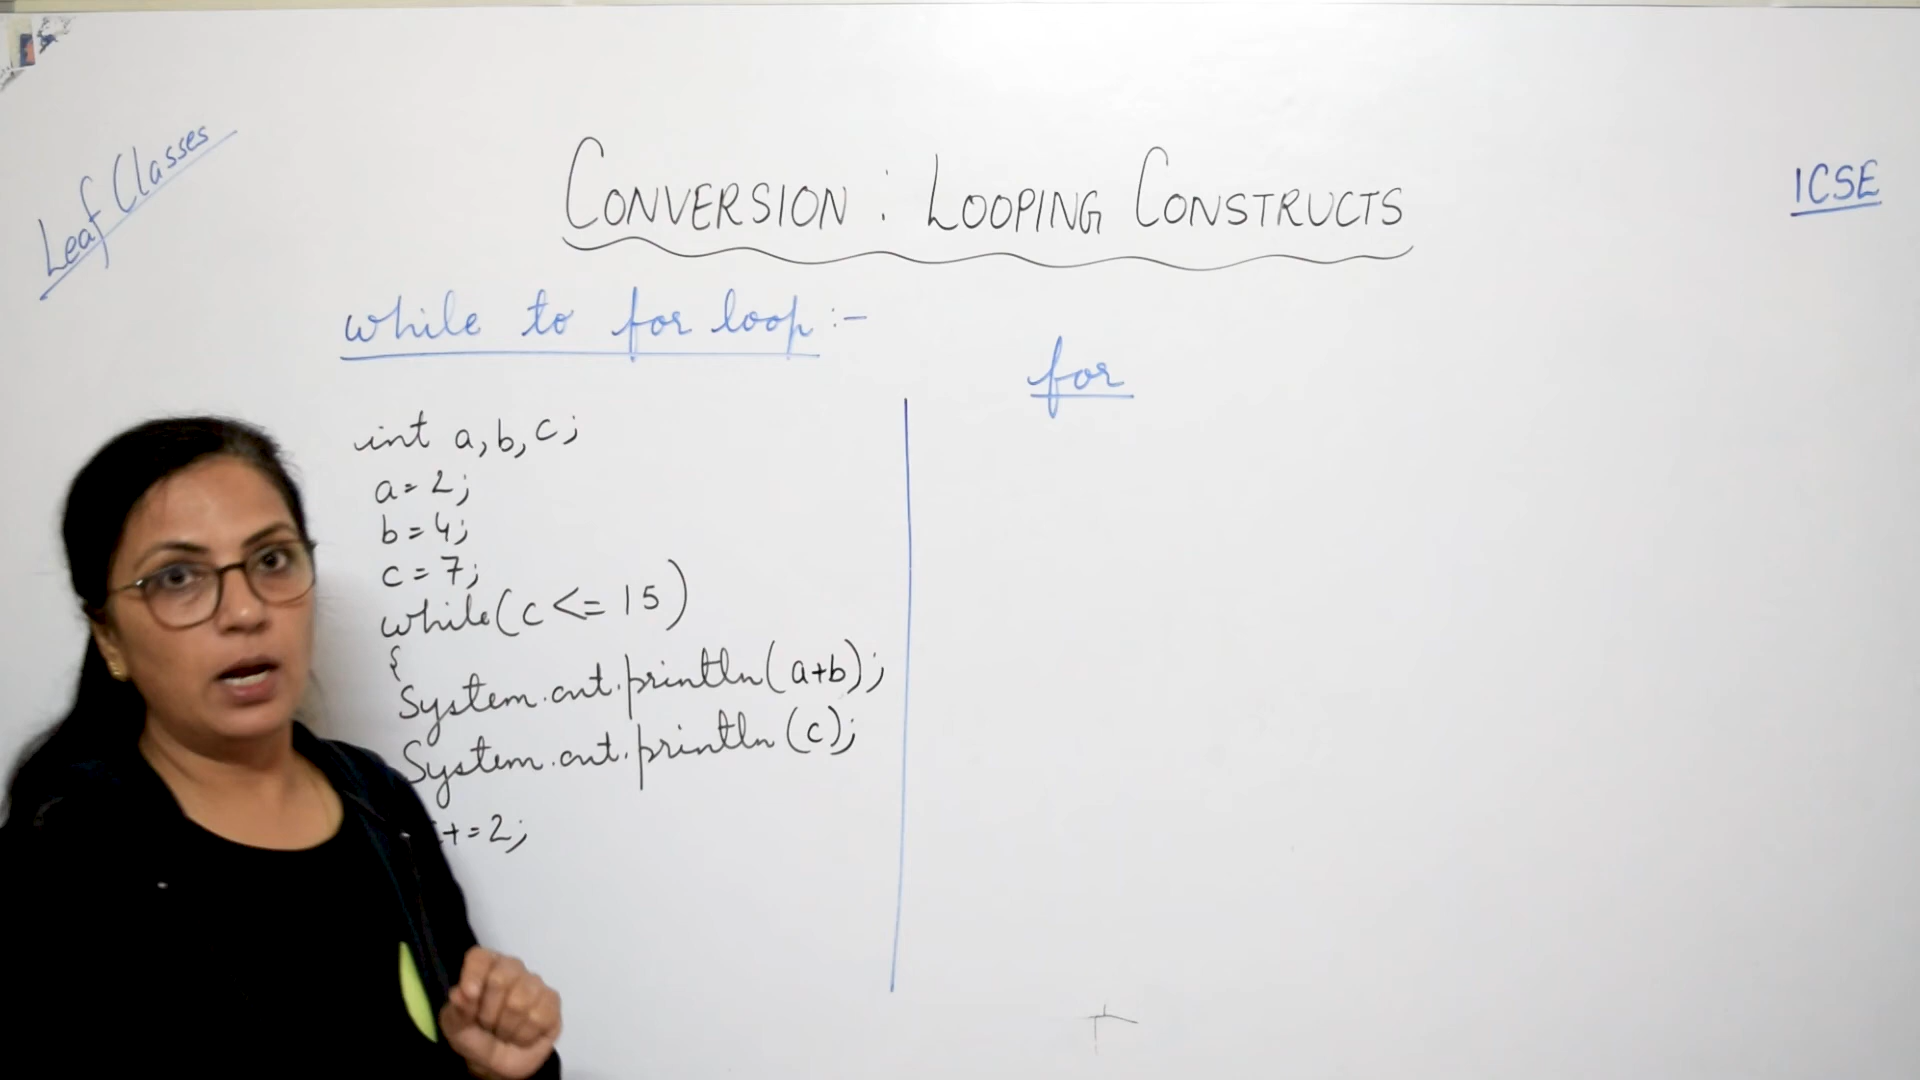 Leaf Classes
CONVERSION : LOOPING CONSTRUCTS
ICSE
while to for loop :-
for
int a, b, c;
a = 2;
b = 4;
c = 7;
while(c <= 15)
{
System.out.println(a+b);
System.out.println(c);
+=2;